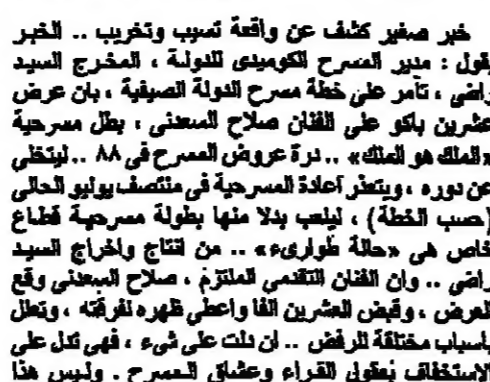 خبر صغير كشف عن واقعة تسيب وتخريب .. الخبر
يقول : مدير المسرح الكوميدى للدولة ، المخرج السيد
راضى ، تآمر على خطة مسرح الدولة الصيفية ، بان عرض
عشرين باكو على الفنان صلاح السعدنى ، بطل مسرحية
«الملك هو الملك» .. درة عروض المسرح فى ٨٨ .. ليتخلى
عن دوره ، ويتعذر اعادة المسرحية فى منتصف يوليو الحالى
(حسب الخطة) ، ليلعب بدلا منها بطولة مسرحية قطاع
خاص هى «حالة طوارىء» .. من انتاج واخراج السيد
راضى .. وان الفنان التقدمى الملتزم ، صلاح السعدنى وقع
العرض ، وقبض العشرين الفا واعطى ظهره لفرقته ، وتعلل
باسباب مختلقة للرفض .. ان دلت على شىء ، فهى تدل على
الاستخفاف بعقول القراء وعشاق المسرح . وليس هذا